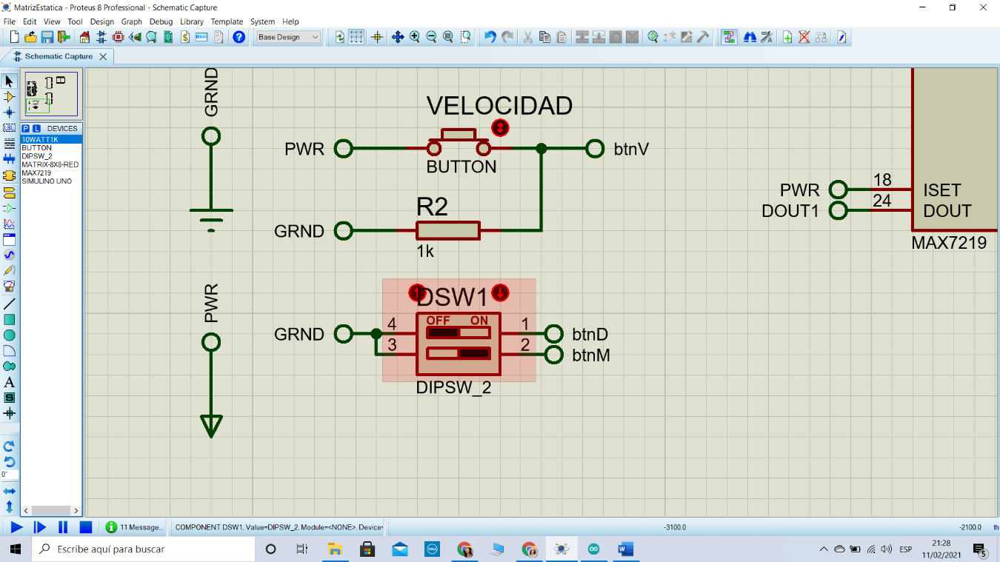 MatrizEstatica - Proteus 8 Professional - Schematic Capture
File Edit View Tool Design Graph Debug Library Template System Help
Base Design
Schematic Capture
GRND
VELOCIDAD
PWR
BUTTON
btnV
R2
GRND
1k
PWR
18
ISET
DOUT1
24
DOUT
MAX7219
PWR
DSW1
OFF ON
GRND
4
3
1
2
btnD
btnM
DIPSW_2
LBL
A
S
0°
P L DEVICES
10WATT1K
BUTTON
DIPSW_2
MATRIX-8X8-RED
MAX7219
SIMULINO UNO
11 Message...
COMPONENT DSW1, Value=DIPSW_2, Module=<NONE>, Device=
-3100.0
-2100.0
th
Escribe aquí para buscar
DELL
W
ESP
21:28
11/02/2021
5